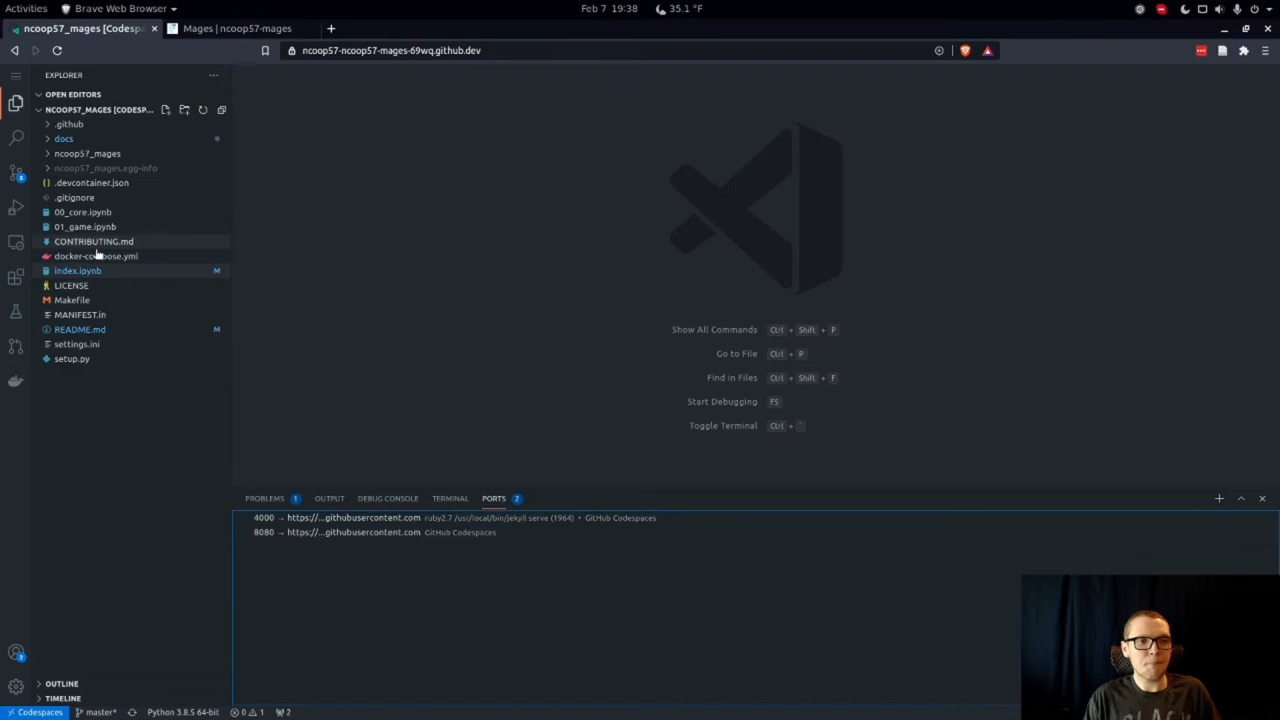 Activities
Brave Web Browser
Feb 7 19:38
35.1 °F
ncoop57_mages [Codespa
Mages | ncoop57-mages
ncoop57-ncoop57-mages-69wq.github.dev
EXPLORER
OPEN EDITORS
NCOOP57_MAGES [CODESP...
.github
docs
ncoop57_mages
ncoop57_mages.egg-info
.devcontainer.json
.gitignore
00_core.ipynb
01_game.ipynb
CONTRIBUTING.md
docker-compose.yml
index.ipynb M
LICENSE
Makefile
MANIFEST.in
README.md M
settings.ini
setup.py
Show All Commands Ctrl + Shift + P
Go to File Ctrl + P
Find in Files Ctrl + Shift + F
Start Debugging F5
Toggle Terminal Ctrl + `
PROBLEMS 1 OUTPUT DEBUG CONSOLE TERMINAL PORTS 2
4000 → https://...githubusercontent.com ruby2.7 /usr/local/bin/jekyll serve (1964) • GitHub Codespaces
8080 → https://...githubusercontent.com GitHub Codespaces
OUTLINE
TIMELINE
Codespaces master* Python 3.8.5 64-bit 0 1 2